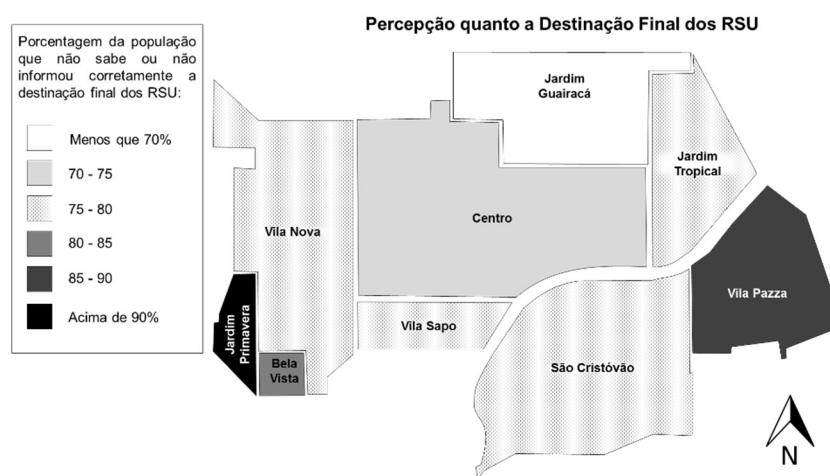 Percepção quanto a Destinação Final dos RSU
Porcentagem da população
que não sabe ou não
informou corretamente a
destinação final dos RSU:
Menos que 70%
70 - 75
75 - 80
80 - 85
85 - 90
Acima de 90%
Jardim
Guairacá
Jardim
Tropical
Centro
Vila Nova
Vila Pazza
Vila Sapo
Jardim
Primavera
Bela
Vista
São Cristóvão
N